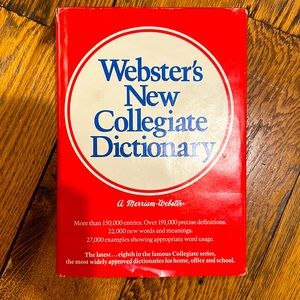 Webster's
New
Collegiate
Dictionary
A Merriam-Webster
More than 150,000 entries. Over 191,000 precise definitions.
22,000 new words and meanings.
27,000 examples showing appropriate word usage.
The latest...eighth in the famous Collegiate series,
the most widely approved dictionaries for home, office and school.